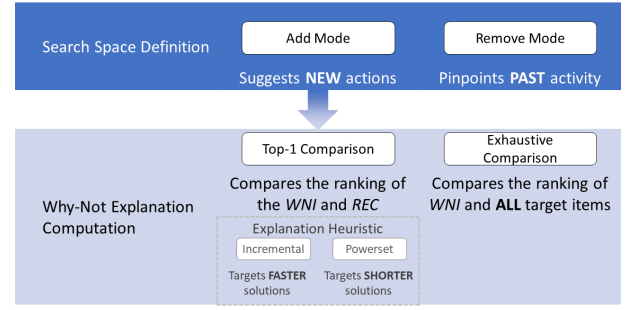 Search Space Definition
Add Mode
Remove Mode
Suggests NEW actions
Pinpoints PAST activity
Why-Not Explanation
Computation
Top-1 Comparison
Compares the ranking of
the WNI and REC
Exhaustive
Comparison
Compares the ranking of
WNI and ALL target items
Explanation Heuristic
Incremental
Powerset
Targets FASTER
solutions
Targets SHORTER
solutions